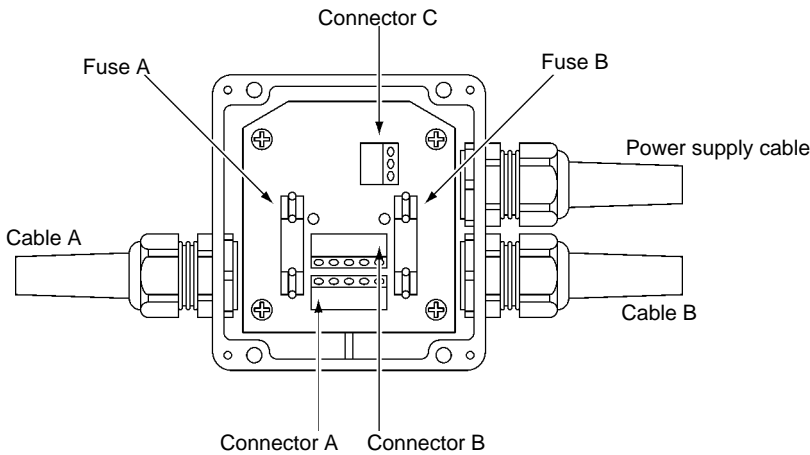 Connector C
Fuse A
Fuse B
Power supply cable
Cable A
Cable B
Connector A
Connector B